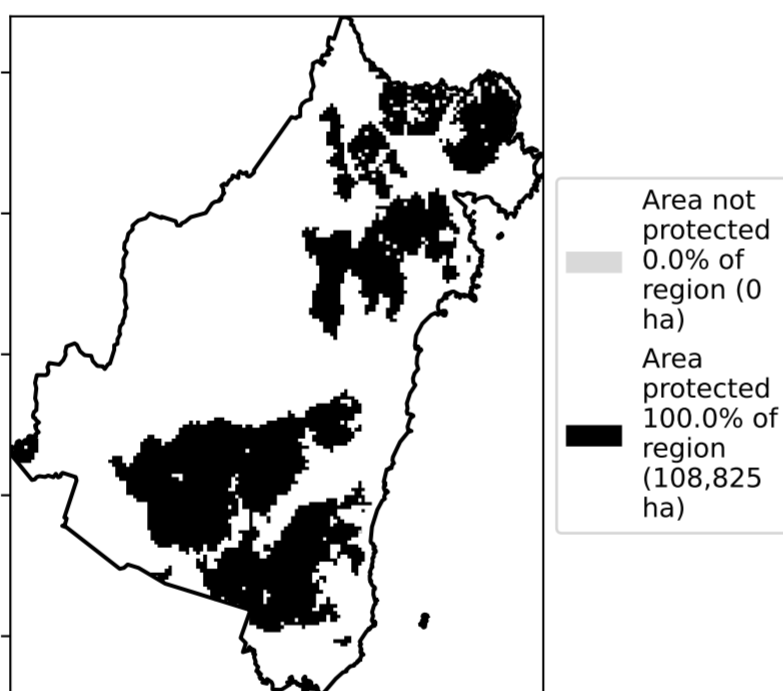 Area not
protected
0.0% of
region (0
ha)
Area
protected
100.0% of
region
(108,825
ha)